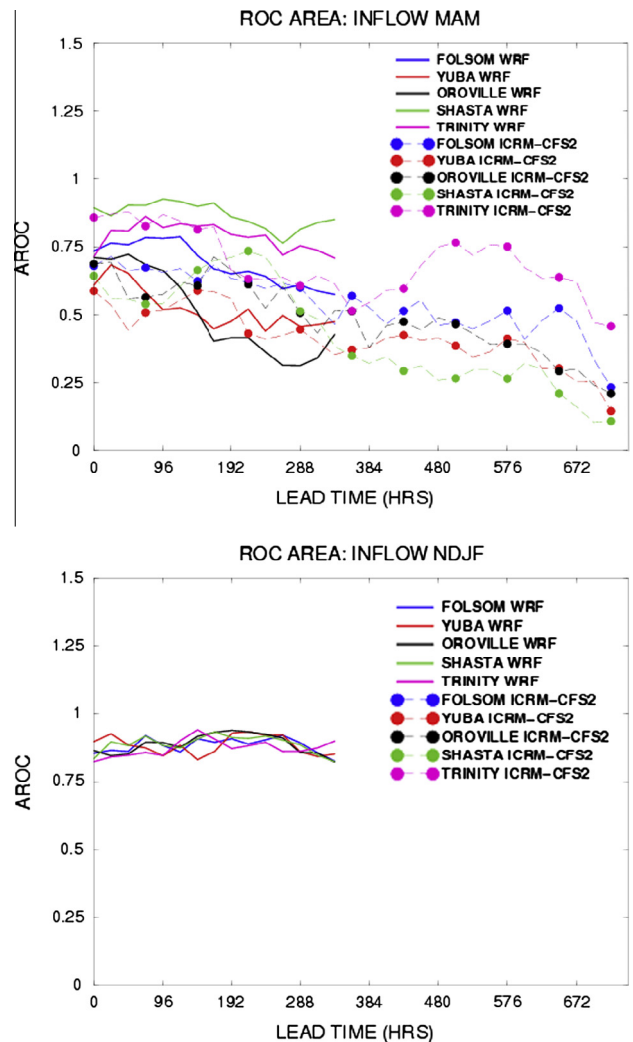 ROC AREA: INFLOW MAM
1.5
1.25
1
0.75
0.5
0.25
0
AROC
FOLSOM WRF
YUBA WRF
OROVILLE WRF
SHASTA WRF
TRINITY WRF
FOLSOM ICRM-CFS2
YUBA ICRM-CFS2
OROVILLE ICRM-CFS2
SHASTA ICRM-CFS2
TRINITY ICRM-CFS2
0 96 192 288 384 480 576 672
LEAD TIME (HRS)
ROC AREA: INFLOW NDJF
1.5
1.25
1
0.75
0.5
0.25
0
AROC
FOLSOM WRF
YUBA WRF
OROVILLE WRF
SHASTA WRF
TRINITY WRF
FOLSOM ICRM-CFS2
YUBA ICRM-CFS2
OROVILLE ICRM-CFS2
SHASTA ICRM-CFS2
TRINITY ICRM-CFS2
0 96 192 288 384 480 576 672
LEAD TIME (HRS)